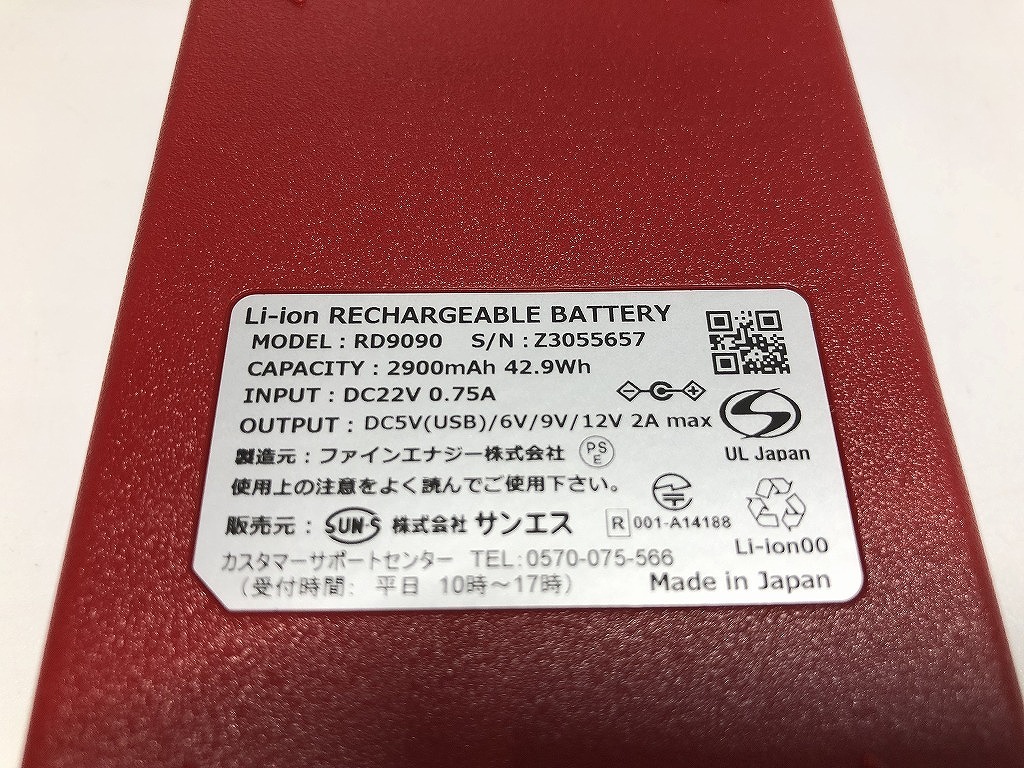 Li-ion RECHARGEABLE BATTERY
MODEL : RD9090 S/N : Z3055657
CAPACITY : 2900mAh 42.9Wh
INPUT : DC22V 0.75A
OUTPUT : DC5V(USB)/6V/9V/12V 2A max
UL Japan
製造元 : ファインエナジー株式会社 PS E
使用上の注意をよく読んでご使用下さい。
販売元 : SUN-S 株式会社 サンエス R 001-A14188
Li-ion00
カスタマーサポートセンター TEL:0570-075-566
(受付時間: 平日 10時～17時) Made in Japan